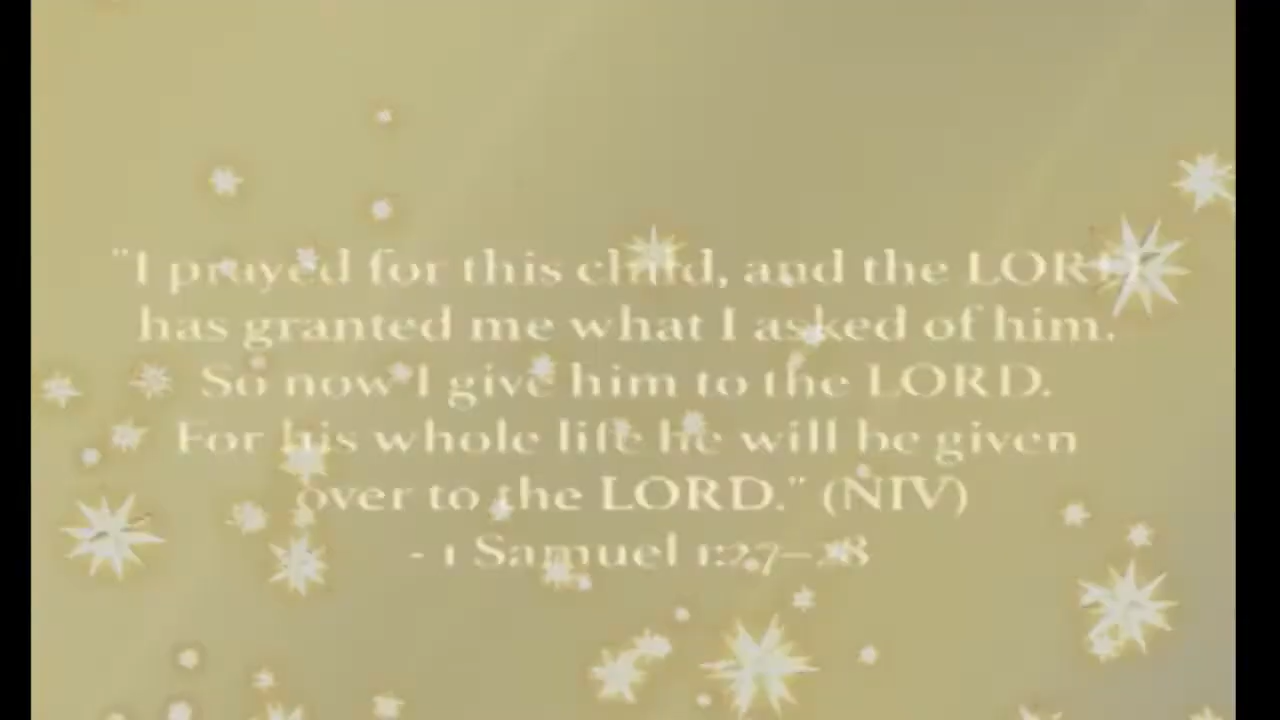 "I prayed for this child, and the LORD
has granted me what I asked of him.
So now I give him to the LORD.
For his whole life he will be given
over to the LORD." (NIV)
- 1 Samuel 1:27–28